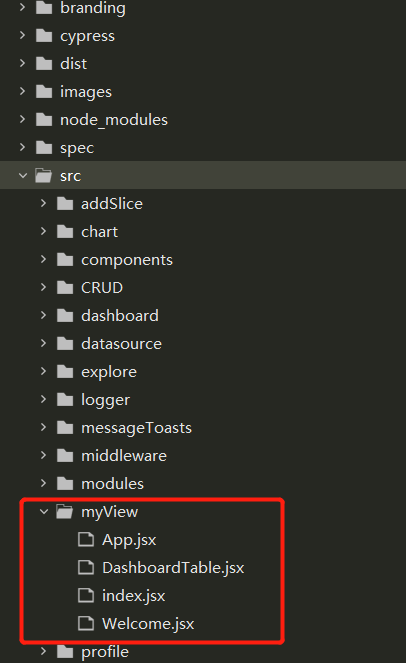 branding
cypress
dist
images
node_modules
spec
src
addSlice
chart
components
CRUD
dashboard
datasource
explore
logger
messageToasts
middleware
modules
myView
App.jsx
DashboardTable.jsx
index.jsx
Welcome.jsx
profile